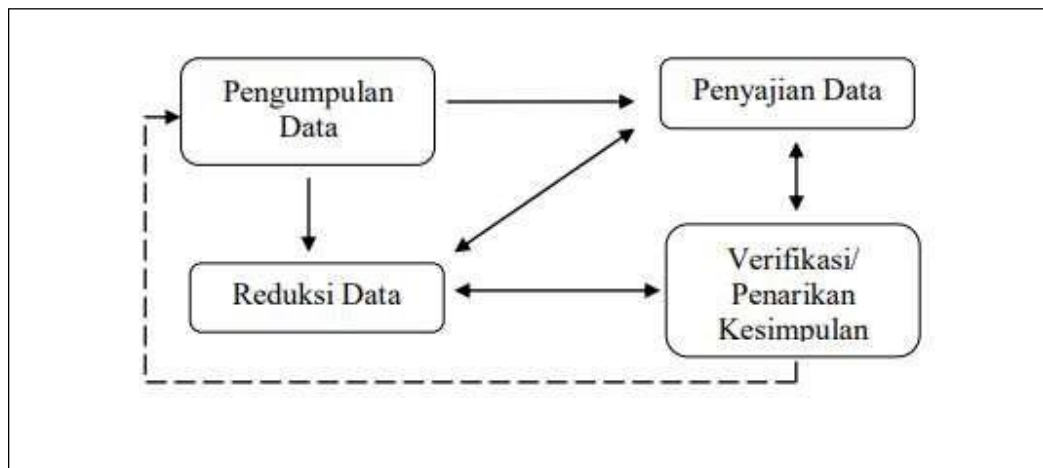 Pengumpulan
Data
Penyajian Data
Reduksi Data
Verifikasi/
Penarikan
Kesimpulan